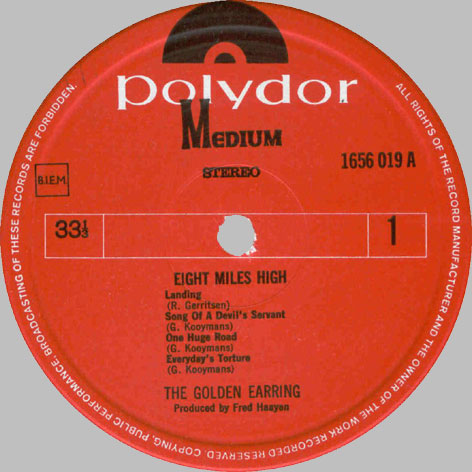 polydor
MEDIUM
STEREO
1656 019 A
B.I.E.M.
33 1/3
1
EIGHT MILES HIGH
Landing
(R. Gerritsen)
Song Of A Devil's Servant
(G. Kooymans)
One Huge Road
(G. Kooymans)
Everyday's Torture
(G. Kooymans)
THE GOLDEN EARRING
Produced by Fred Haayen
ALL RIGHTS OF THE RECORD MANUFACTURER AND THE OWNER OF THE WORK RECORDED RESERVED. COPYING, PUBLIC PERFORMANCE, BROADCASTING OF THESE RECORDS ARE FORBIDDEN.